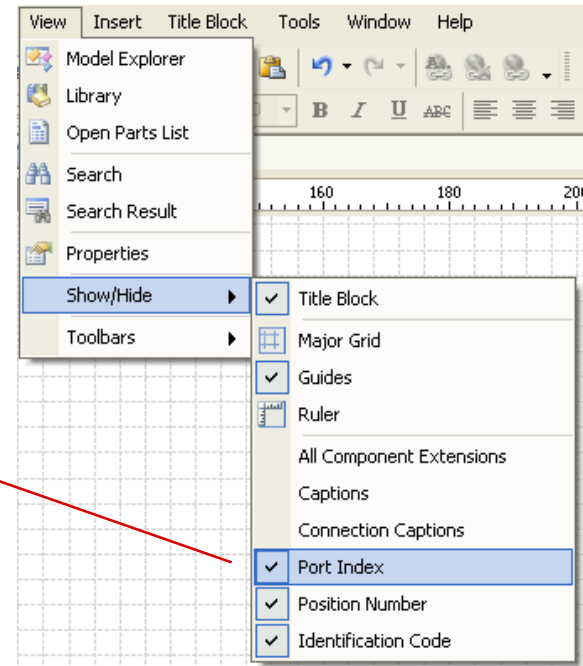 View Insert Title Block Tools Window Help
Model Explorer
Library
Open Parts List
B I U ABC
Search
Search Result
160 180 20
Properties
Show/Hide
Toolbars
Title Block
Major Grid
Guides
Ruler
All Component Extensions
Captions
Connection Captions
Port Index
Position Number
Identification Code